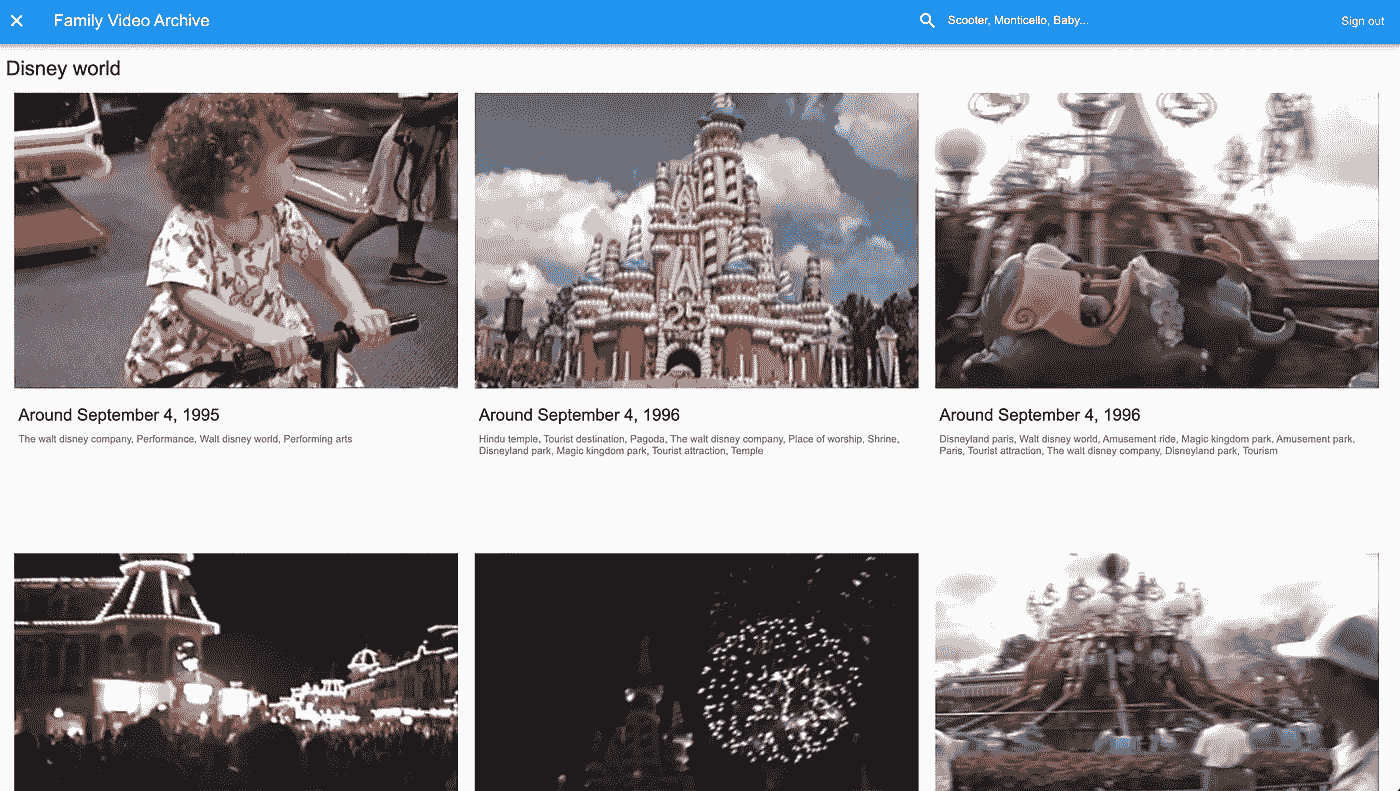 Family Video Archive
Scooter, Monticello, Baby...
Sign out
Disney world
25
Around September 4, 1995
The walt disney company, Performance, Walt disney world, Performing arts
Around September 4, 1996
Hindu temple, Tourist destination, Pagoda, The walt disney company, Place of worship, Shrine,
Disneyland park, Magic kingdom park, Tourist attraction, Temple
Around September 4, 1996
Disneyland paris, Walt disney world, Amusement ride, Magic kingdom park, Amusement park,
Paris, Tourist attraction, The walt disney company, Disneyland park, Tourism